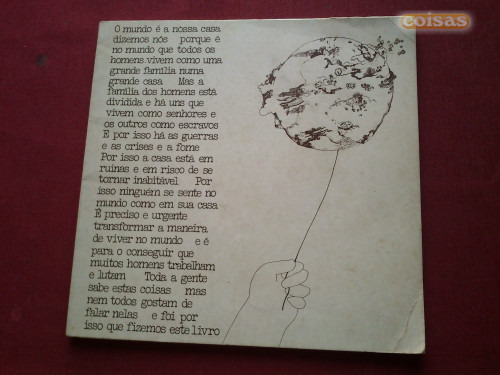 coisas
O mundo é a nossa casa
dizemos nós porque é
no mundo que todos os
homens vivem como uma
grande família numa
grande casa Mas a
família dos homens está
dividida e há uns que
vivem como senhores e
os outros como escravos
E por isso há as guerras
e as crises e a fome
Por isso a casa está em
ruínas e em risco de se
tornar inabitável Por
isso ninguém se sente no
mundo como em sua casa
É preciso e urgente
transformar a maneira
de viver no mundo e é
para o conseguir que
muitos homens trabalham
e lutam Toda a gente
sabe estas coisas mas
nem todos gostam de
falar nelas e foi por
isso que fizemos este livro